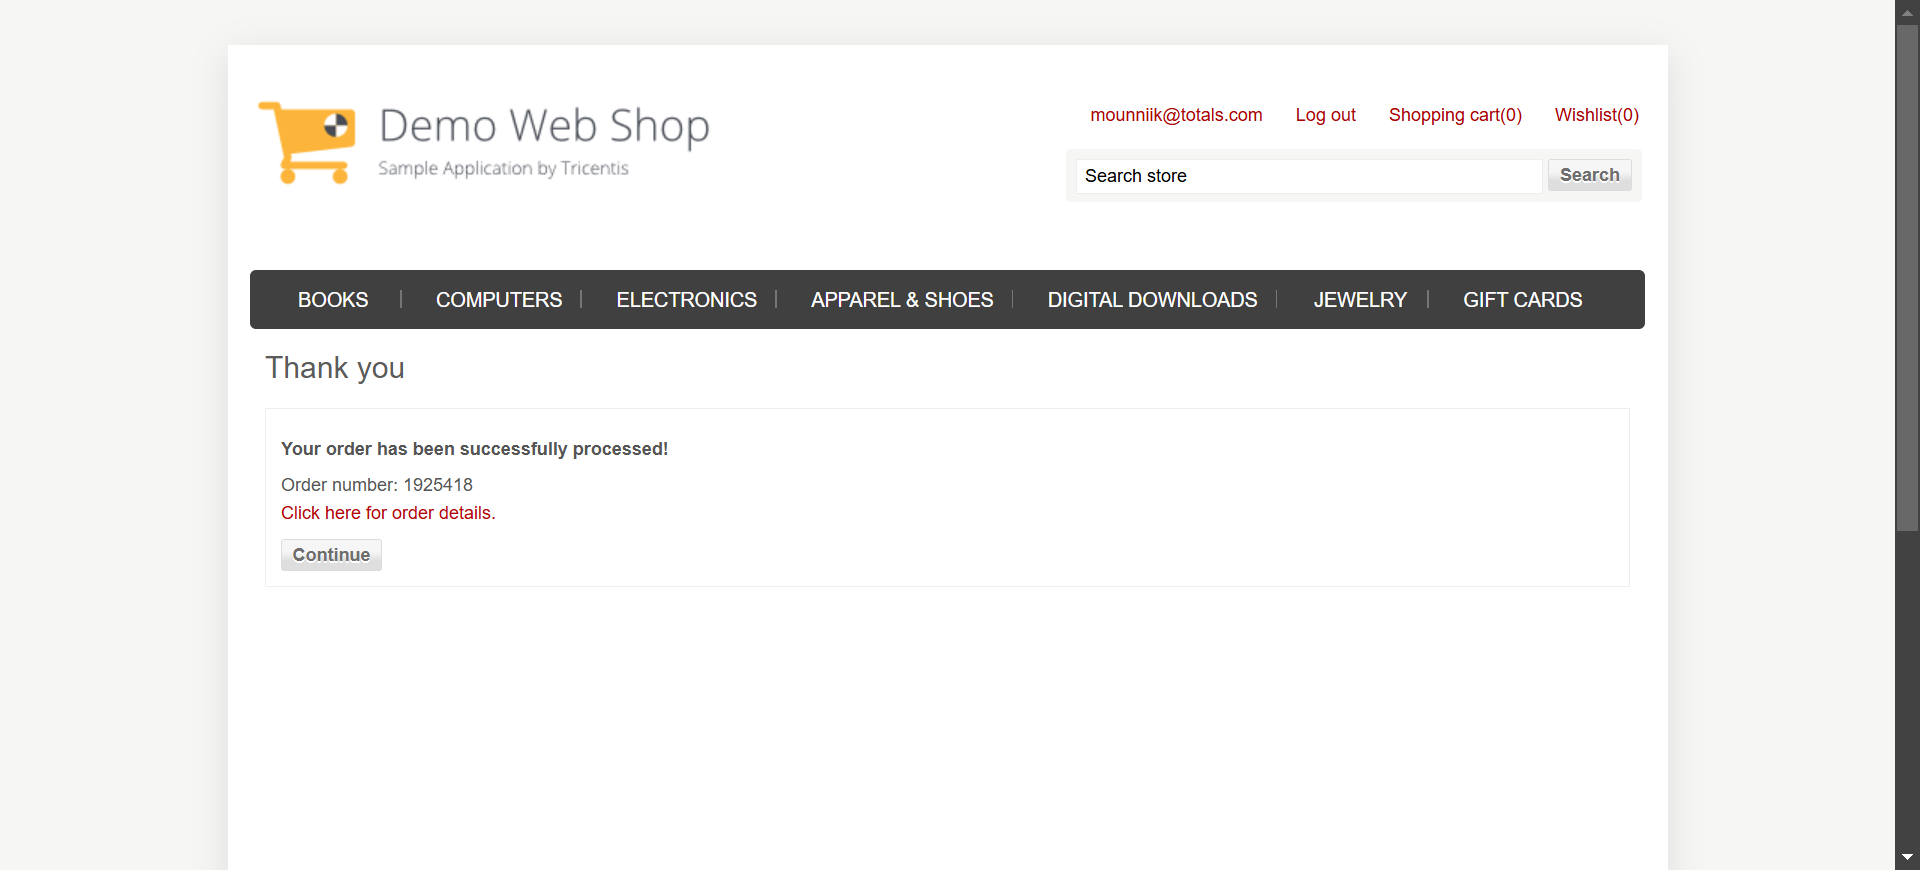 Demo Web Shop
Sample Application by Tricentis
mounniik@totals.com Log out Shopping cart(0) Wishlist(0)
Search store Search
BOOKS COMPUTERS ELECTRONICS APPAREL & SHOES DIGITAL DOWNLOADS JEWELRY GIFT CARDS
Thank you
Your order has been successfully processed!
Order number: 1925418
Click here for order details.
Continue